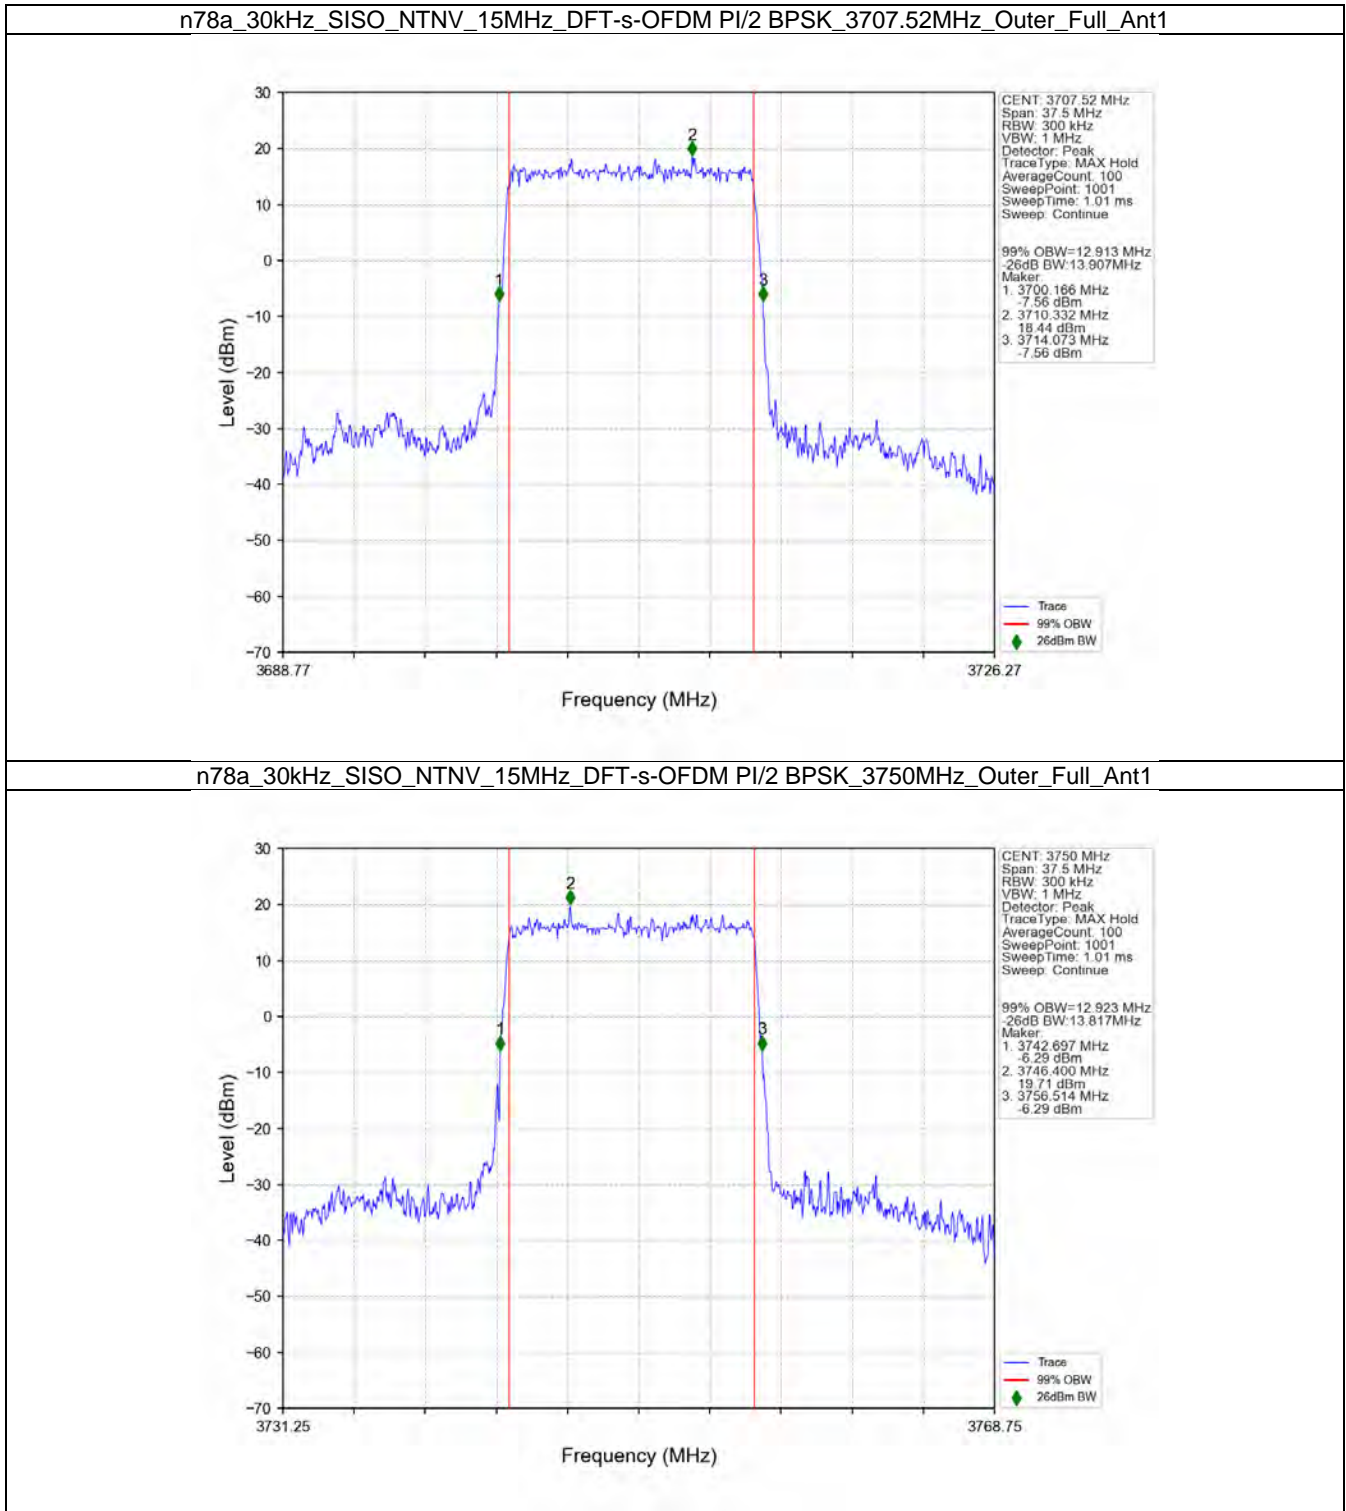 n78a_30kHz_SISO_NTNV_15MHz_DFT-s-OFDM PI/2 BPSK_3707.52MHz_Outer_Full_Ant1
30
20
10
0
−10
−20
−30
−40
−50
−60
−70
Level (dBm)
1
2
3
3688.77
3726.27
Frequency (MHz)
CENT: 3707.52 MHz
Span: 37.5 MHz
RBW: 300 kHz
VBW: 1 MHz
Detector: Peak
TraceType: MAX Hold
AverageCount: 100
SweepPoint: 1001
SweepTime: 1.01 ms
Sweep: Continue
99% OBW=12.913 MHz
-26dB BW:13.907MHz
Maker:
1. 3700.166 MHz
-7.56 dBm
2. 3710.332 MHz
18.44 dBm
3. 3714.073 MHz
-7.56 dBm
Trace
99% OBW
26dBm BW
n78a_30kHz_SISO_NTNV_15MHz_DFT-s-OFDM PI/2 BPSK_3750MHz_Outer_Full_Ant1
30
20
10
0
−10
−20
−30
−40
−50
−60
−70
Level (dBm)
1
2
3
3731.25
3768.75
Frequency (MHz)
CENT: 3750 MHz
Span: 37.5 MHz
RBW: 300 kHz
VBW: 1 MHz
Detector: Peak
TraceType: MAX Hold
AverageCount: 100
SweepPoint: 1001
SweepTime: 1.01 ms
Sweep: Continue
99% OBW=12.923 MHz
-26dB BW:13.817MHz
Maker:
1. 3742.697 MHz
-6.29 dBm
2. 3746.400 MHz
19.71 dBm
3. 3756.514 MHz
-6.29 dBm
Trace
99% OBW
26dBm BW